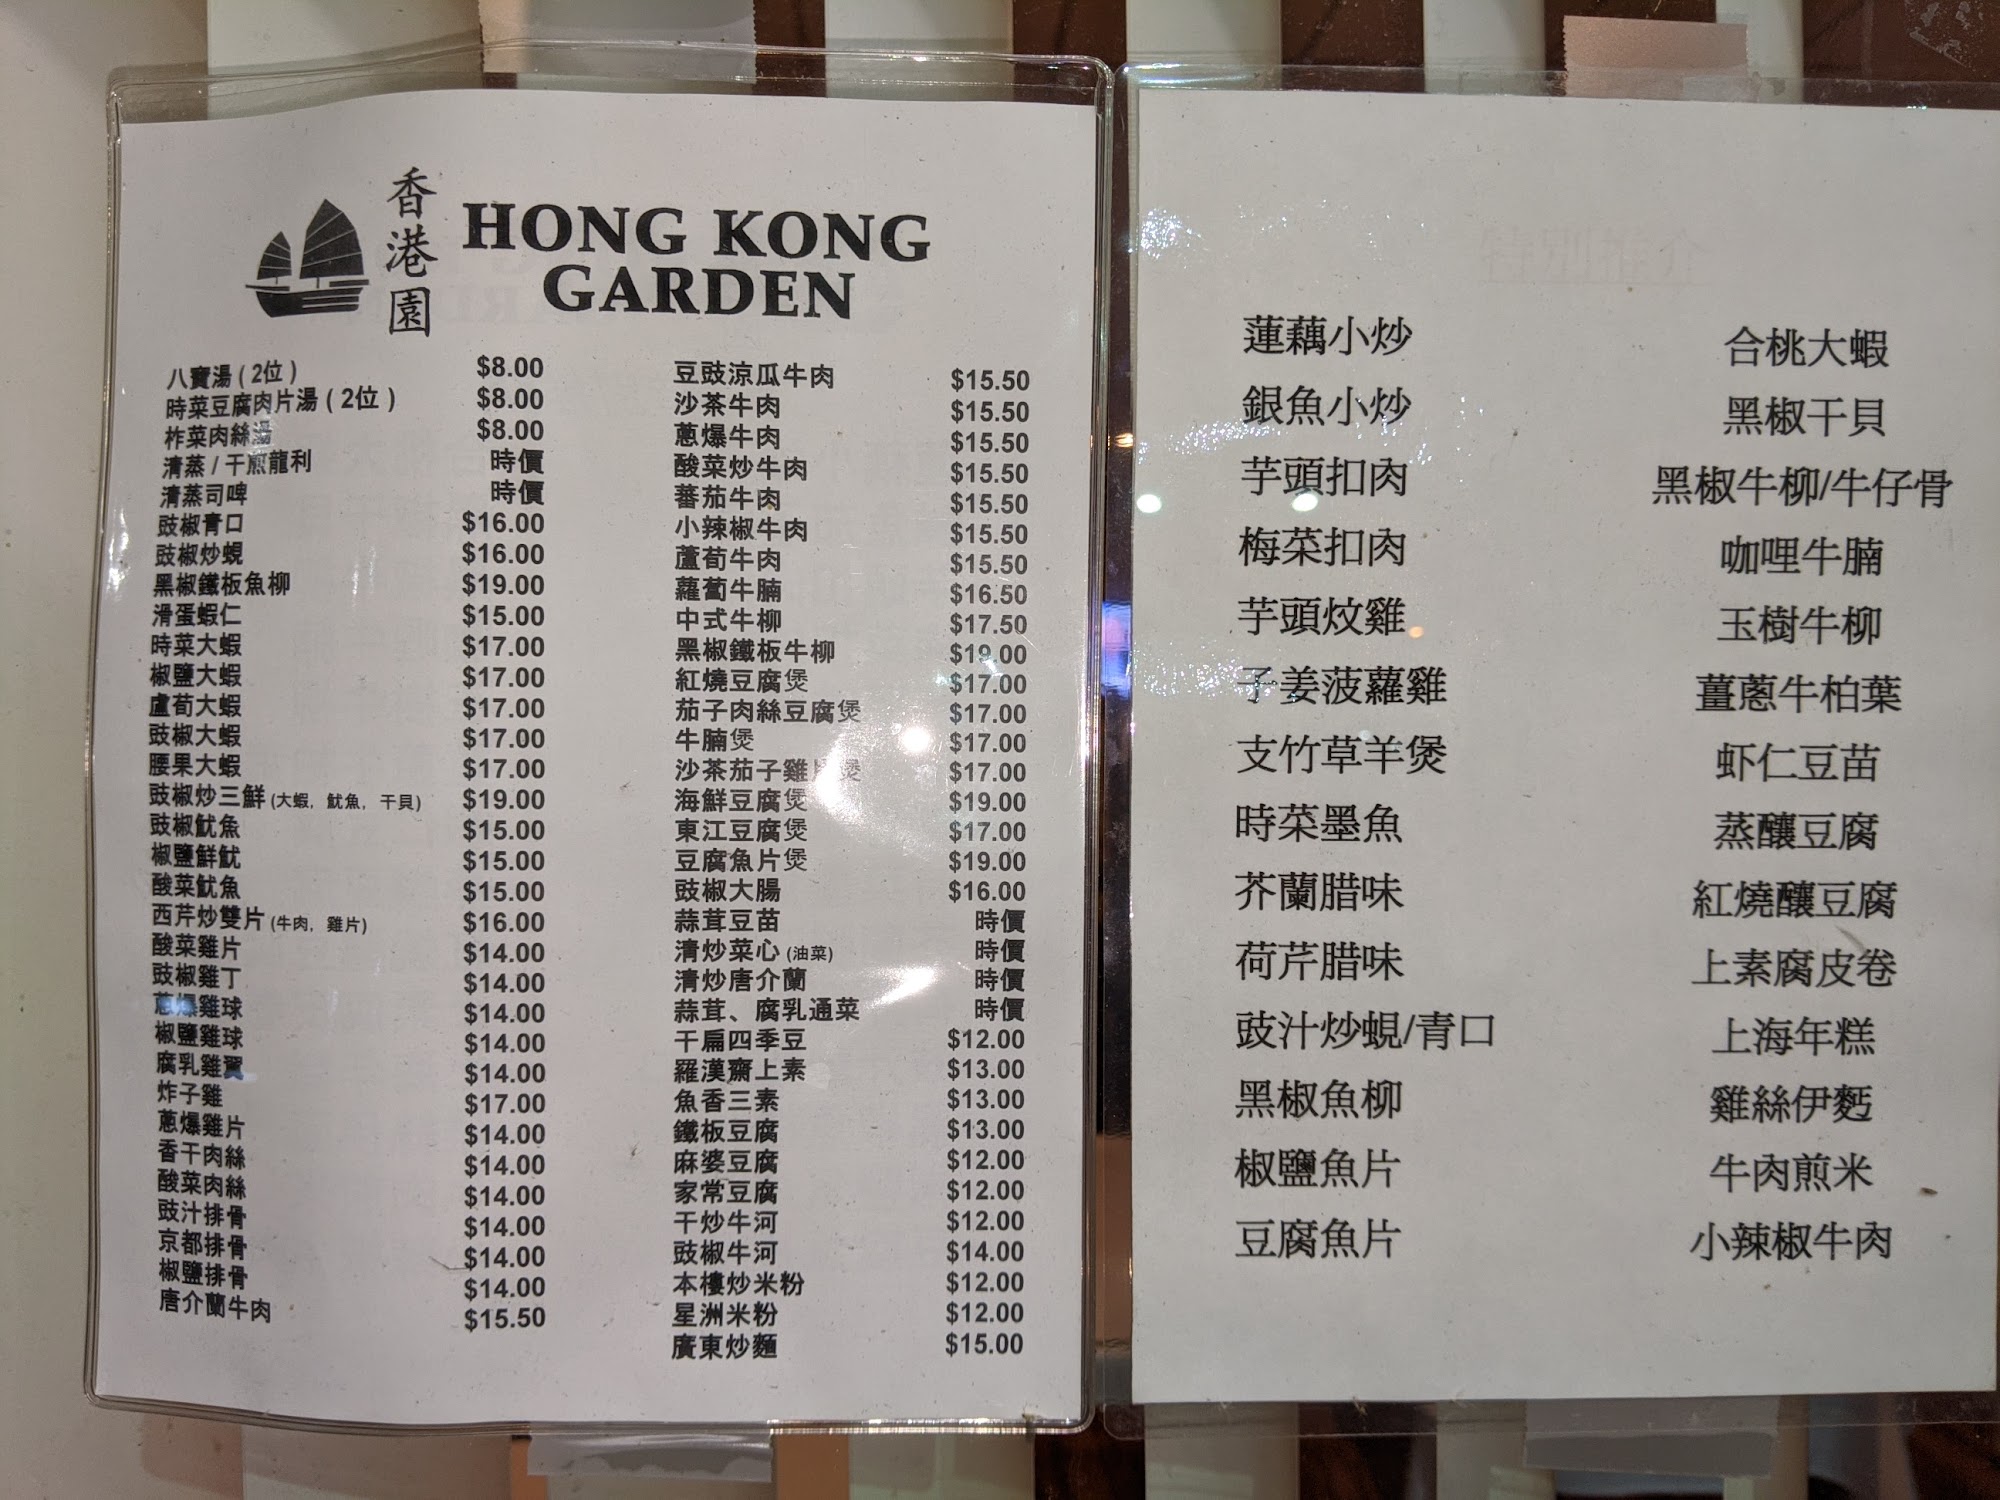 香港園
HONG KONG
GARDEN
八寶湯 ( 2位 ) $8.00
時菜豆腐肉片湯 ( 2位 ) $8.00
柞菜肉絲湯 $8.00
清蒸 / 干煎龍利 時價
清蒸司啤 時價
豉椒青口 $16.00
豉椒炒蜆 $16.00
黑椒鐵板魚柳 $19.00
滑蛋蝦仁 $15.00
時菜大蝦 $17.00
椒鹽大蝦 $17.00
盧荀大蝦 $17.00
豉椒大蝦 $17.00
腰果大蝦 $17.00
豉椒炒三鮮 (大蝦, 魷魚, 干貝) $19.00
豉椒魷魚 $15.00
椒鹽鮮魷 $15.00
酸菜魷魚 $15.00
西芹炒雙片 (牛肉, 雞片) $16.00
酸菜雞片 $14.00
豉椒雞丁 $14.00
蔥爆雞球 $14.00
椒鹽雞球 $14.00
腐乳雞翼 $14.00
炸子雞 $17.00
蔥爆雞片 $14.00
香干肉絲 $14.00
酸菜肉絲 $14.00
豉汁排骨 $14.00
京都排骨 $14.00
椒鹽排骨 $14.00
唐介蘭牛肉 $15.50
豆豉涼瓜牛肉 $15.50
沙茶牛肉 $15.50
蔥爆牛肉 $15.50
酸菜炒牛肉 $15.50
蕃茄牛肉 $15.50
小辣椒牛肉 $15.50
蘆荀牛肉 $15.50
蘿蔔牛腩 $16.50
中式牛柳 $17.50
黑椒鐵板牛柳 $19.00
紅燒豆腐煲 $17.00
茄子肉絲豆腐煲 $17.00
牛腩煲 $17.00
沙茶茄子雞 煲 $17.00
海鮮豆腐煲 $19.00
東江豆腐煲 $17.00
豆腐魚片煲 $19.00
豉椒大腸 $16.00
蒜茸豆苗 時價
清炒菜心 (油菜) 時價
清炒唐介蘭 時價
蒜茸、腐乳通菜 時價
干扁四季豆 $12.00
羅漢齋上素 $13.00
魚香三素 $13.00
鐵板豆腐 $13.00
麻婆豆腐 $12.00
家常豆腐 $12.00
干炒牛河 $12.00
豉椒牛河 $14.00
本樓炒米粉 $12.00
星洲米粉 $12.00
廣東炒麵 $15.00
特別推介
蓮藕小炒
銀魚小炒
芋頭扣肉
梅菜扣肉
芋頭炆雞
子姜菠蘿雞
支竹草羊煲
時菜墨魚
芥蘭腊味
荷芹腊味
豉汁炒蜆/青口
黑椒魚柳
椒鹽魚片
豆腐魚片
合桃大蝦
黑椒干貝
黑椒牛柳/牛仔骨
咖哩牛腩
玉樹牛柳
薑蔥牛柏葉
虾仁豆苗
蒸釀豆腐
紅燒釀豆腐
上素腐皮卷
上海年糕
雞絲伊麪
牛肉煎米
小辣椒牛肉